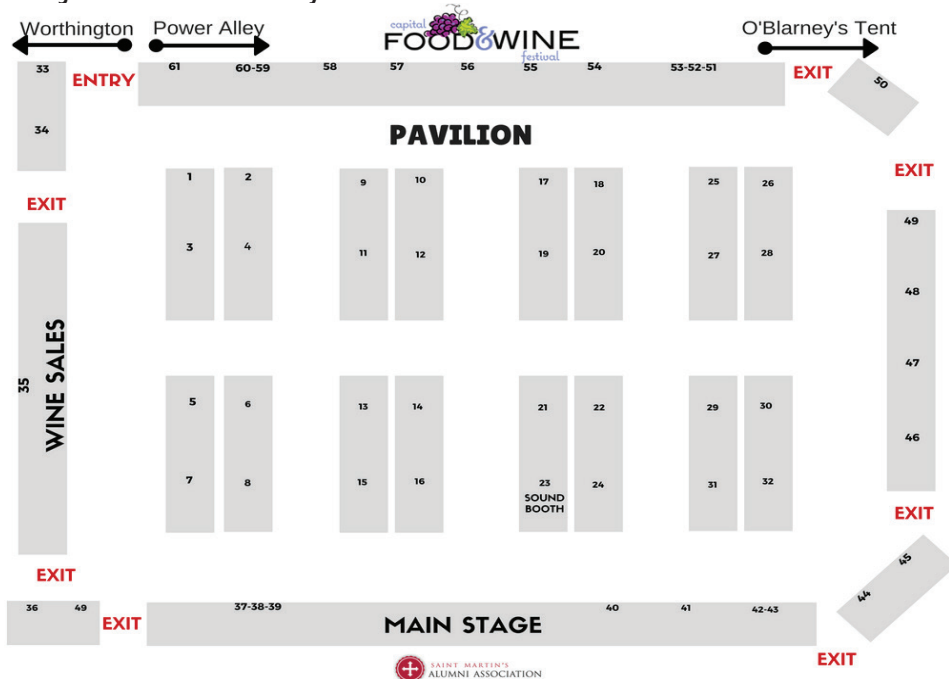 Worthington
Power Alley
capital
FOOD&WINE
festival
O'Blarney's Tent
33
ENTRY
61
60-59
58
57
56
55
54
53-52-51
EXIT
50
34
PAVILION
EXIT
EXIT
1 2 9 10 17 18 25 26
3 4 11 12 19 20 27 28
49
48
47
46
35
WINE SALES
5 6 13 14 21 22 29 30
7 8 15 16 23 24 31 32
SOUND
BOOTH
EXIT
EXIT
45
44
36 49
EXIT
37-38-39
MAIN STAGE
40
41
42-43
EXIT
SAINT MARTIN'S
ALUMNI ASSOCIATION